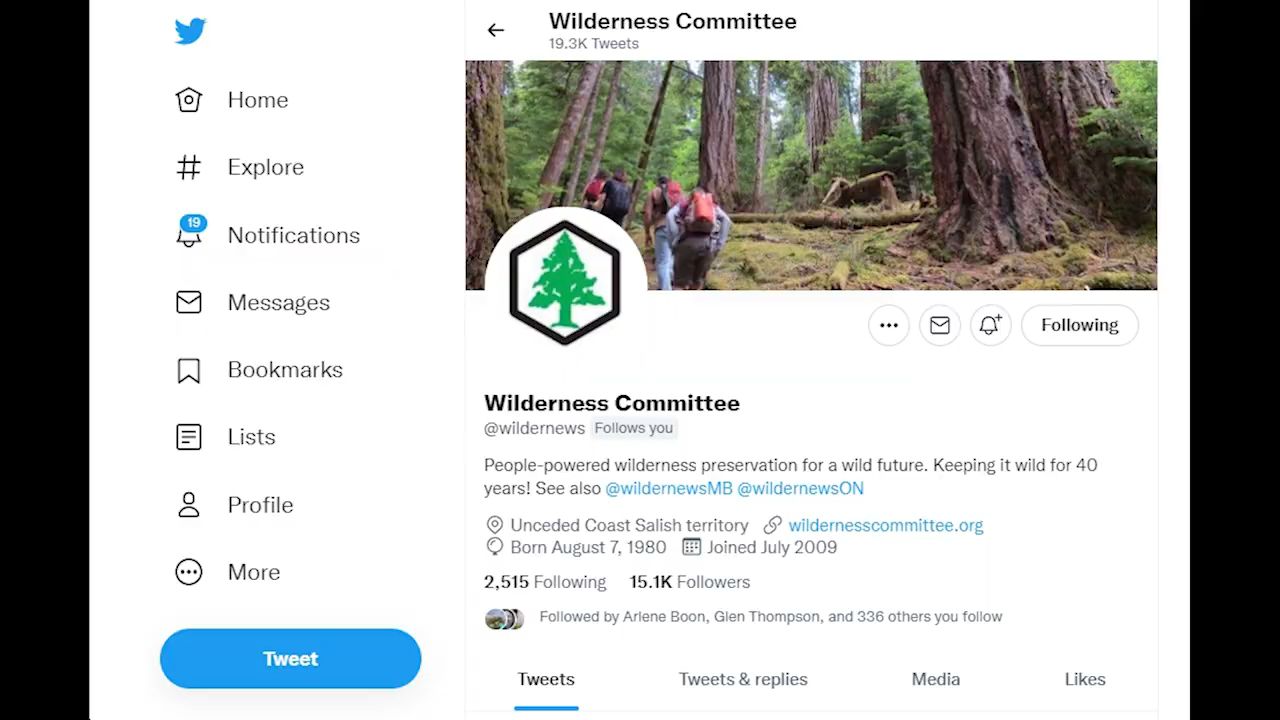 Wilderness Committee
19.3K Tweets
Home
Explore
19
Notifications
Messages
Bookmarks
Lists
Profile
More
Tweet
Following
Wilderness Committee
@wildernews Follows you
People-powered wilderness preservation for a wild future. Keeping it wild for 40
years! See also @wildernewsMB @wildernewsON
Unceded Coast Salish territory wildernesscommittee.org
Born August 7, 1980 Joined July 2009
2,515 Following 15.1K Followers
Followed by Arlene Boon, Glen Thompson, and 336 others you follow
Tweets Tweets & replies Media Likes